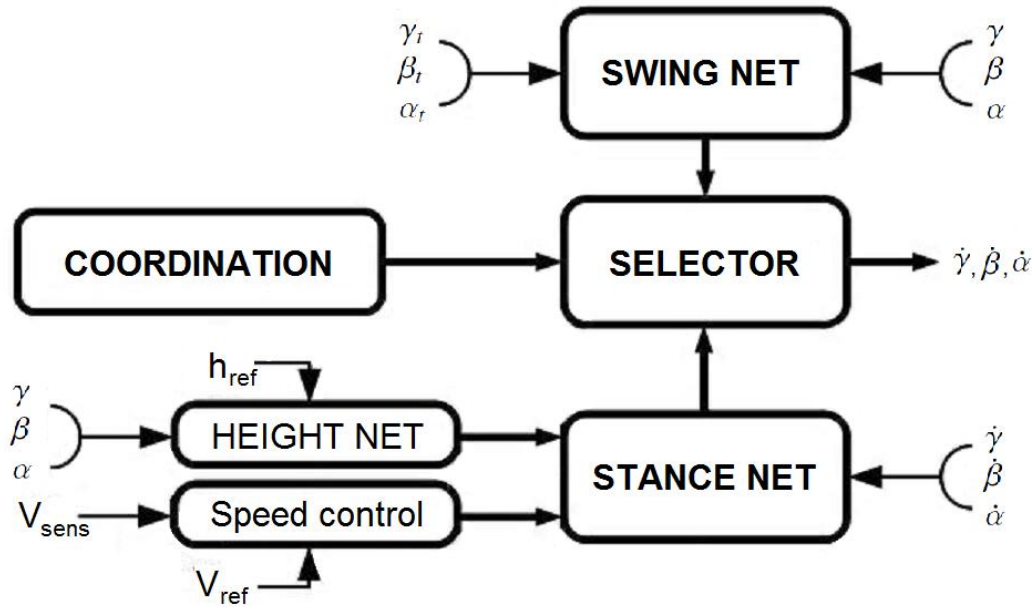 γt
βt
αt
SWING NET
γ
β
α
COORDINATION
SELECTOR
γ̇, β̇, α̇
href
γ
β
α
HEIGHT NET
Vsens
Speed control
Vref
STANCE NET
γ̇
β̇
α̇